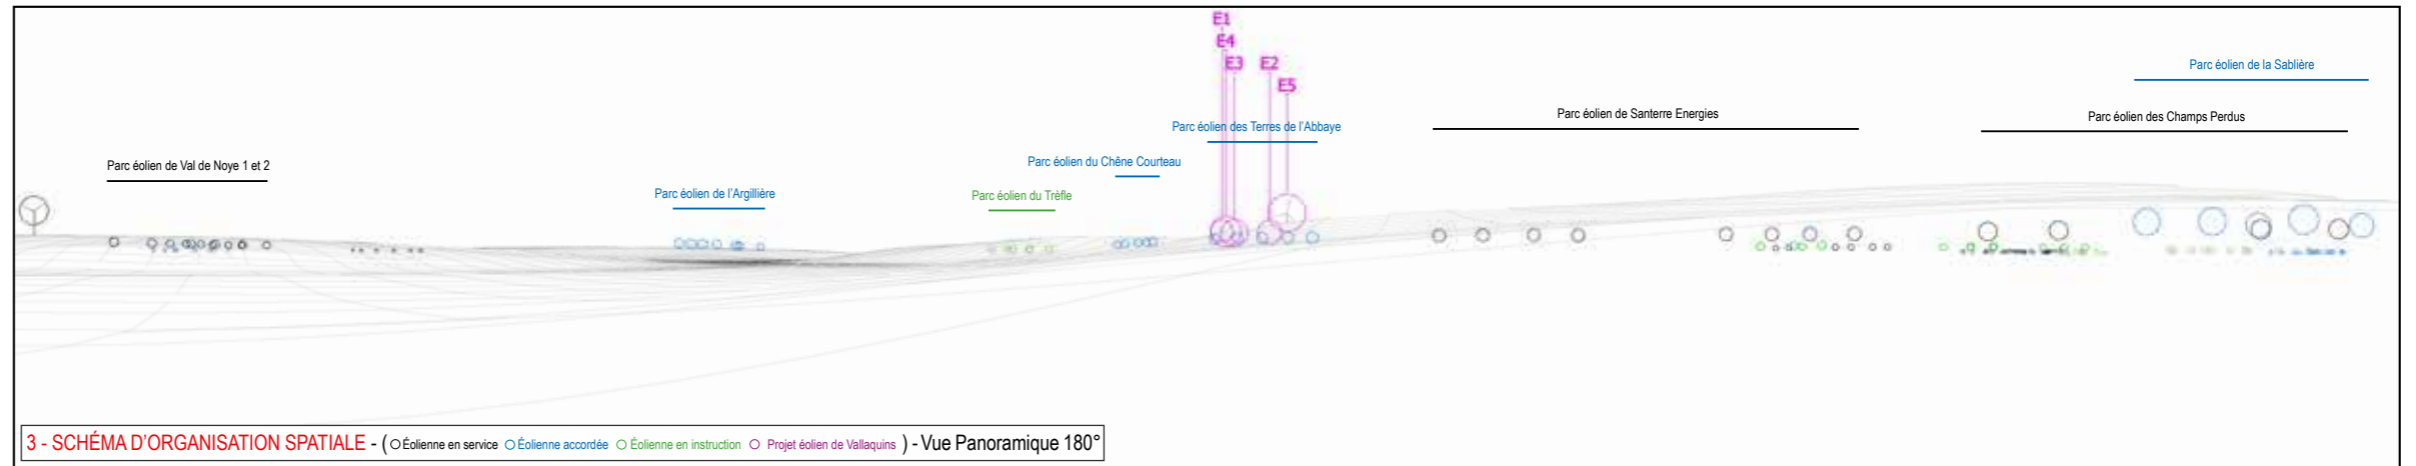 E1
E4
E3 E2
E5
Parc éolien de la Sablière
Parc éolien de Santerre Energies
Parc éolien des Champs Perdus
Parc éolien des Terres de l'Abbaye
Parc éolien du Chêne Courteau
Parc éolien de Val de Noye 1 et 2
Parc éolien de l'Argillière
Parc éolien du Trèfle
3 - SCHÉMA D'ORGANISATION SPATIALE - ( Éolienne en service Éolienne accordée Éolienne en instruction Projet éolien de Vallaquins ) - Vue Panoramique 180°